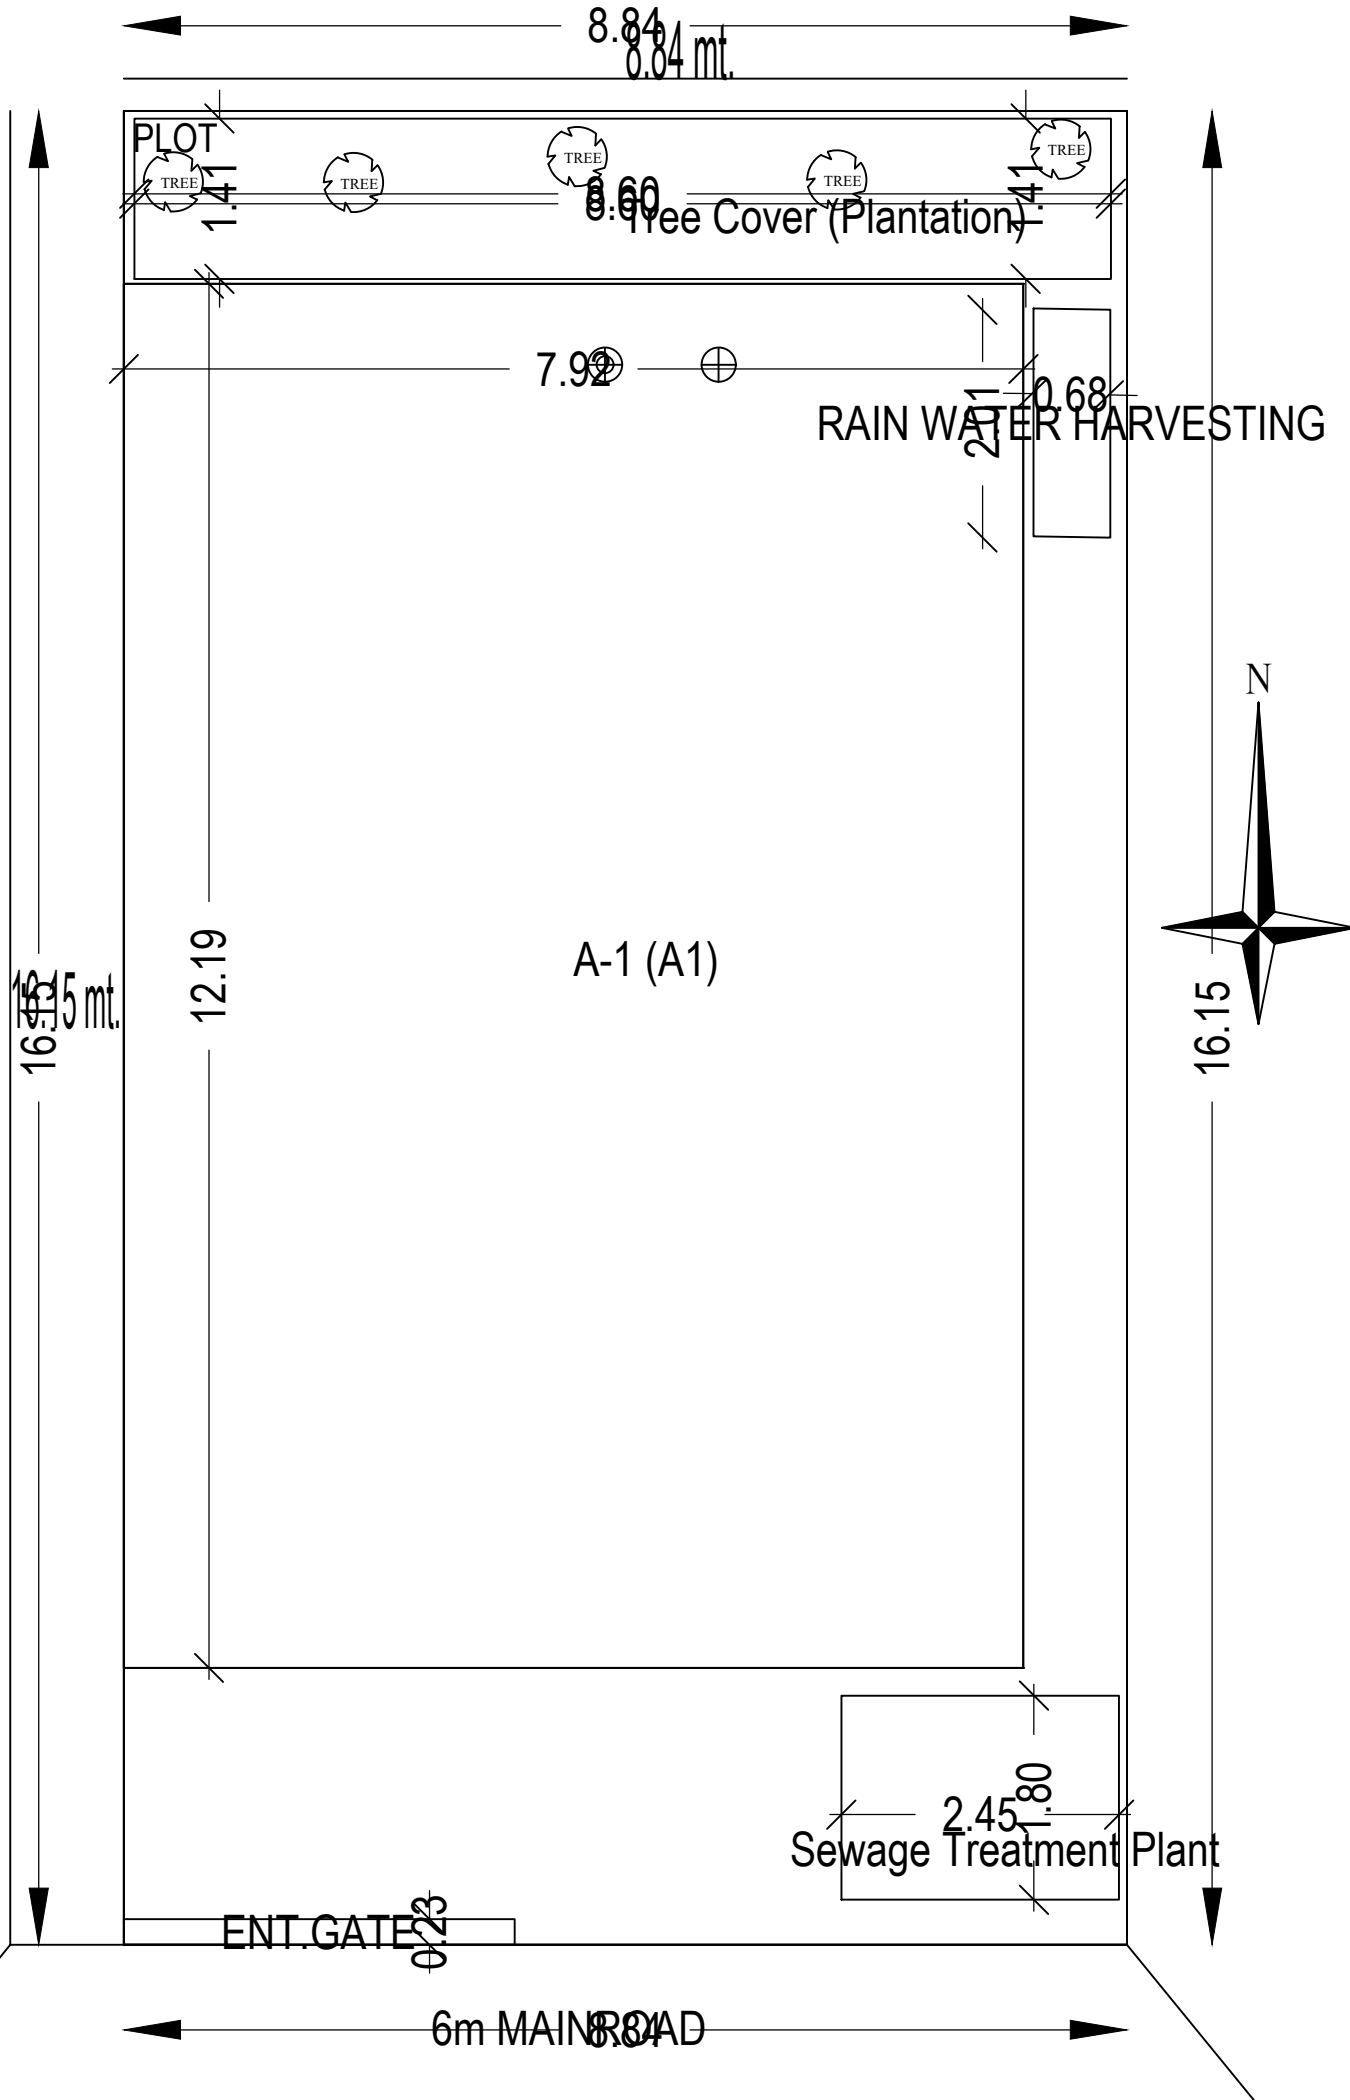 8.84
8.84 mt.
PLOT
TREE
TREE
TREE
TREE
TREE
1.41
1.41
8.60
8.60
Tree Cover (Plantation)
7.92
2.01
0.68
RAIN WATER HARVESTING
N
12.19
A-1 (A1)
16.15 mt.
16.15
16.15
2.45
1.80
Sewage Treatment Plant
ENT.GATE
0.23
6m MAIN ROAD
8.84